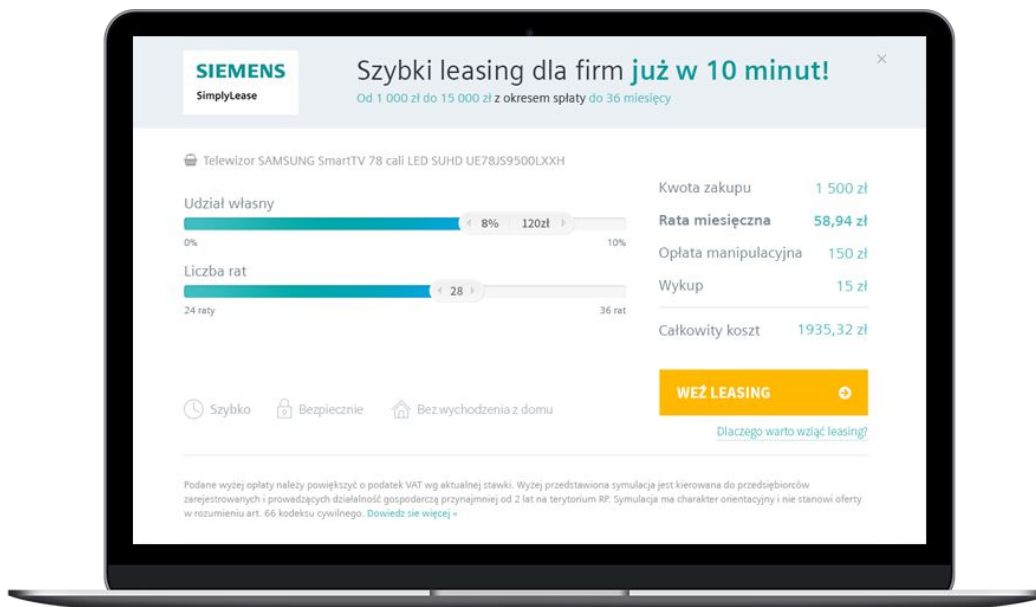 SIEMENS
SimplyLease
Szybki leasing dla firm już w 10 minut!
Od 1 000 zł do 15 000 zł z okresem spłaty do 36 miesięcy
Telewizor SAMSUNG SmartTV 78 cali LED SUHD UE78JS9500LXXH
Udział własny
8% 120zł
0% 10%
Liczba rat
28
24 raty 36 rat
Kwota zakupu 1 500 zł
Rata miesięczna 58,94 zł
Opłata manipulacyjna 150 zł
Wykup 15 zł
Całkowity koszt 1935,32 zł
WEŹ LEASING
Dlaczego warto wziąć leasing?
Szybko Bezpiecznie Bez wychodzenia z domu
Podane wyżej opłaty należy powiększyć o podatek VAT wg aktualnej stawki. Wyżej przedstawiona symulacja jest kierowana do przedsiębiorców
zarejestrowanych i prowadzących działalność gospodarczą przynajmniej od 2 lat na terytorium RP. Symulacja ma charakter orientacyjny i nie stanowi oferty
w rozumieniu art. 66 kodeksu cywilnego. Dowiedz sie więcej »